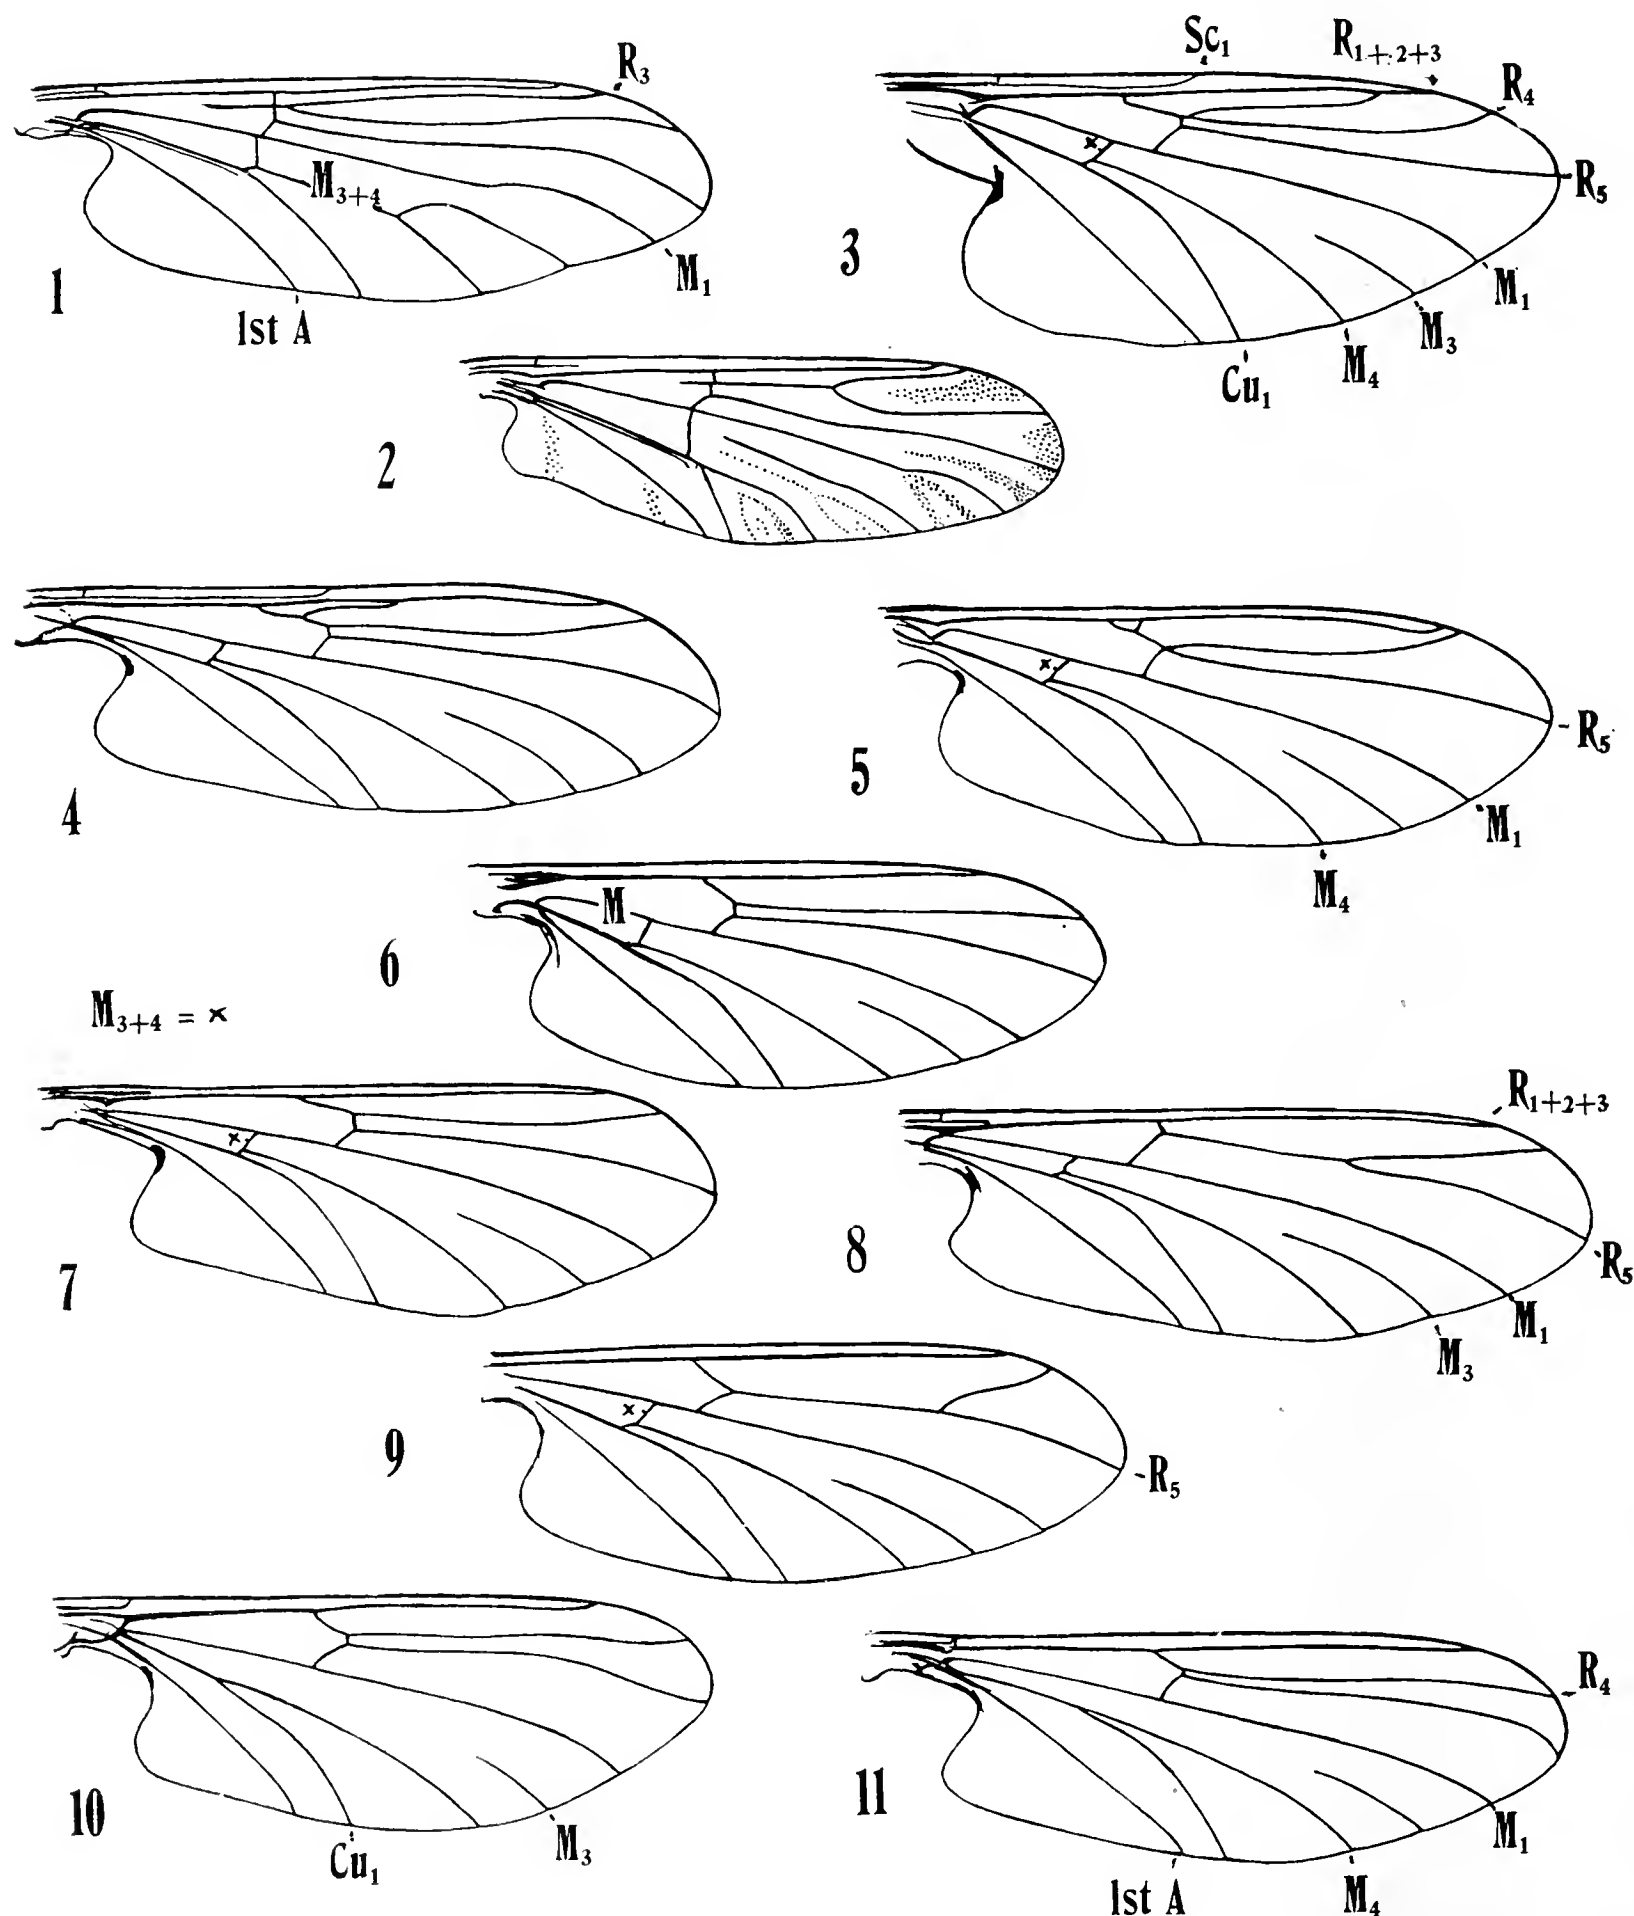 R₃
M₃₊₄
M₁
1st A
1
Sc₁
R₁₊₂₊₃
R₄
R₅
M₁
M₃
M₄
Cu₁
3
2
4
R₅
M₁
M₄
5
M
6
M₃₊₄ = x
x
x
x
7
R₁₊₂₊₃
R₅
M₁
M₃
8
x
R₅
9
Cu₁
M₃
10
R₄
M₁
M₄
1st A
11